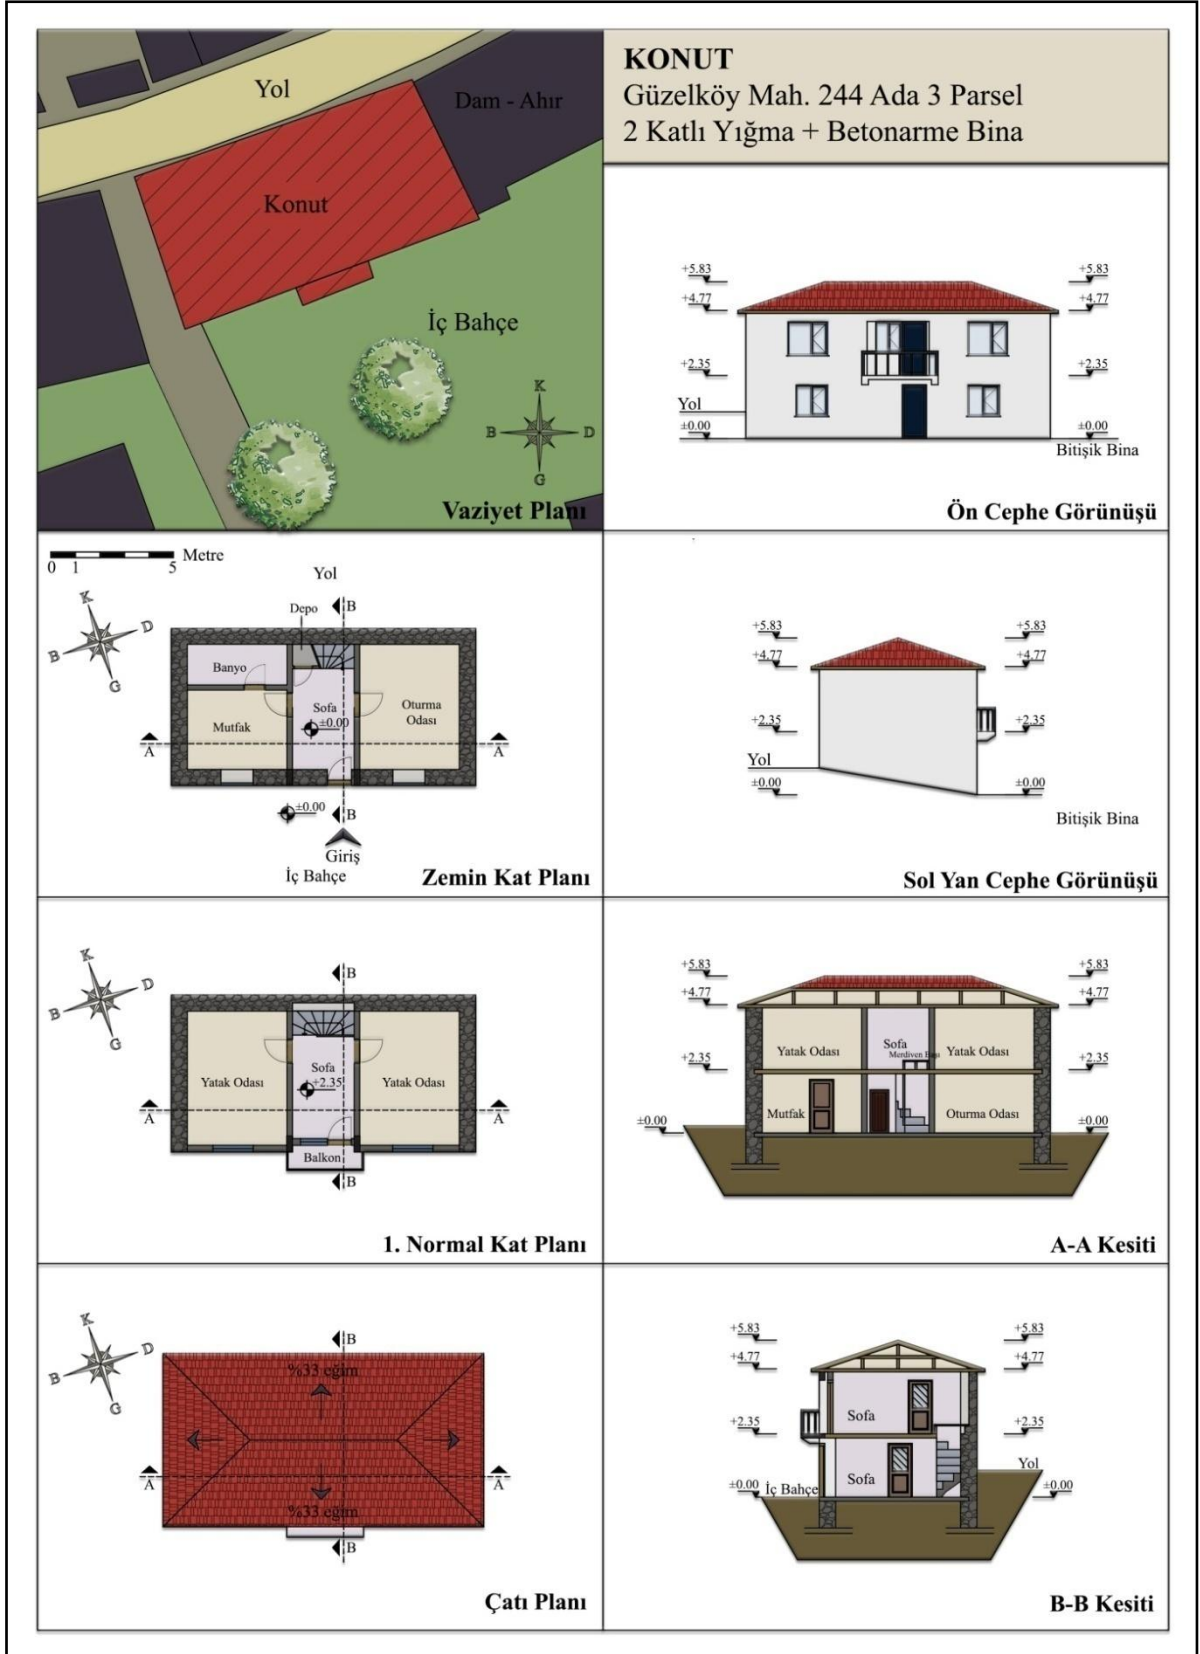 KONUT
Güzelköy Mah. 244 Ada 3 Parsel
2 Katlı Yığma + Betonarme Bina
Yol
Dam - Ahır
Konut
İç Bahçe
K
B D
G
Vaziyet Planı
+5.83 +5.83
+4.77 +4.77
+2.35 +2.35
Yol
±0.00 ±0.00
Bitişik Bina
Ön Cephe Görünüşü
0 1 5 Metre
Yol
K
D
B
G
B
Depo
Banyo
Mutfak
Sofa
±0.00
Oturma
Odası
A A
±0.00
B
Giriş
İç Bahçe
Zemin Kat Planı
+5.83 +5.83
+4.77 +4.77
+2.35 +2.35
Yol
±0.00 ±0.00
Bitişik Bina
Sol Yan Cephe Görünüşü
K
D
B
G
B
Yatak Odası
Sofa
+2.35
Yatak Odası
A A
Balkon
B
1. Normal Kat Planı
+5.83 +5.83
+4.77 +4.77
Sofa
Merdiven Başı
Yatak Odası Yatak Odası
+2.35 +2.35
Mutfak Oturma Odası
±0.00 ±0.00
A-A Kesiti
K
D
B
G
B
%33 eğim
A A
%33 eğim
B
Çatı Planı
+5.83 +5.83
+4.77 +4.77
Sofa
+2.35 +2.35
Sofa
Yol
±0.00 İç Bahçe ±0.00
B-B Kesiti